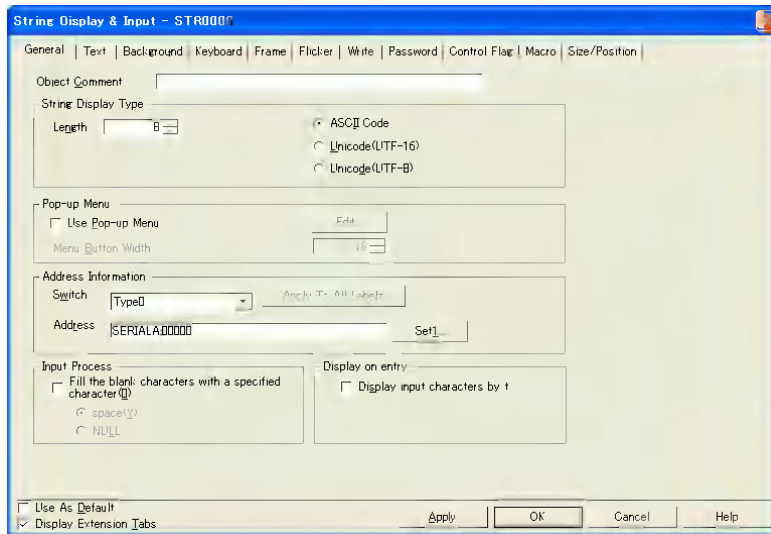 String Display & Input - STR0006
General Text Background Keyboard Frame Flicker Write Password Control Flag Macro Size/Position
Object Comment
String Display Type
Length 8
ASCII Code
Unicode(UTF-16)
Unicode(UTF-8)
Pop-up Menu
Use Pop-up Menu
Edit...
Menu Button Width 18
Address Information
Switch Type0
Apply To All Labels
Address SERIALA:00000
Set1...
Input Process
Fill the blank characters with a specified
character(Q)
space(Y)
NULL
Display on entry
Display input characters by t
Use As Default
Display Extension Tabs
Apply OK Cancel Help